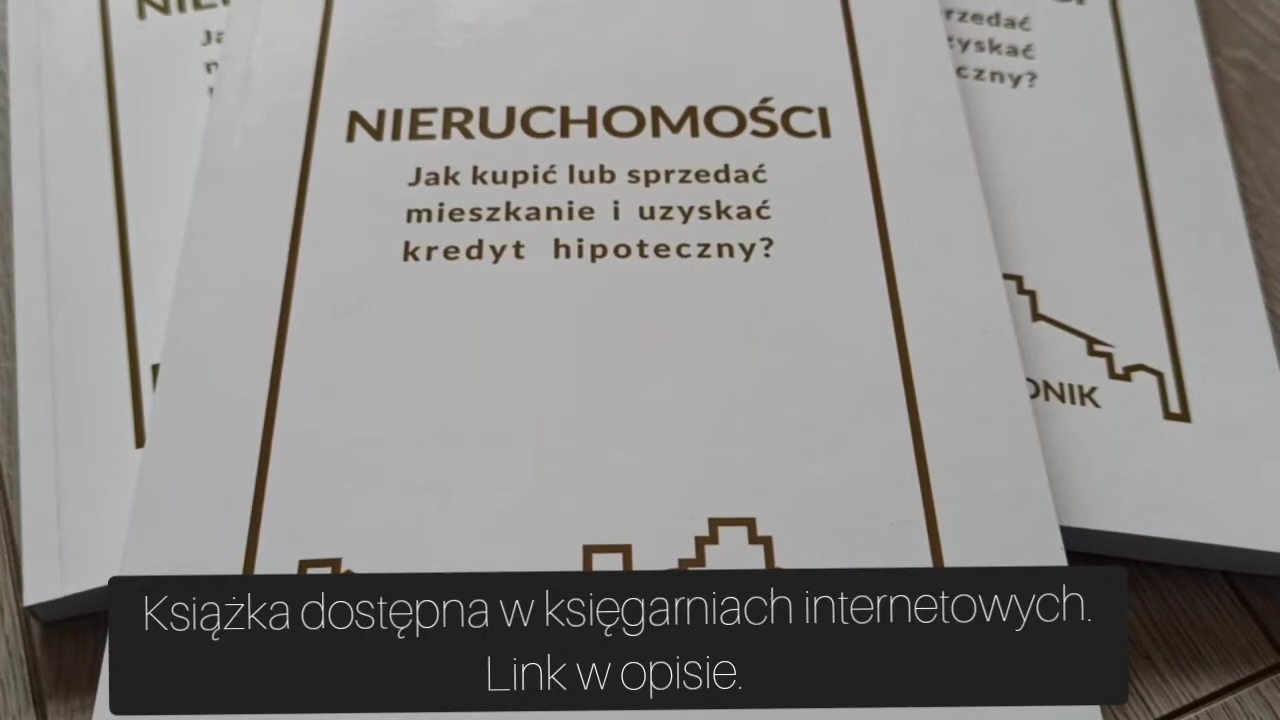 NIERUCHOMOŚCI
Jak kupić lub sprzedać
mieszkanie i uzyskać
kredyt hipoteczny?
Książka dostępna w księgarniach internetowych.
Link w opisie.